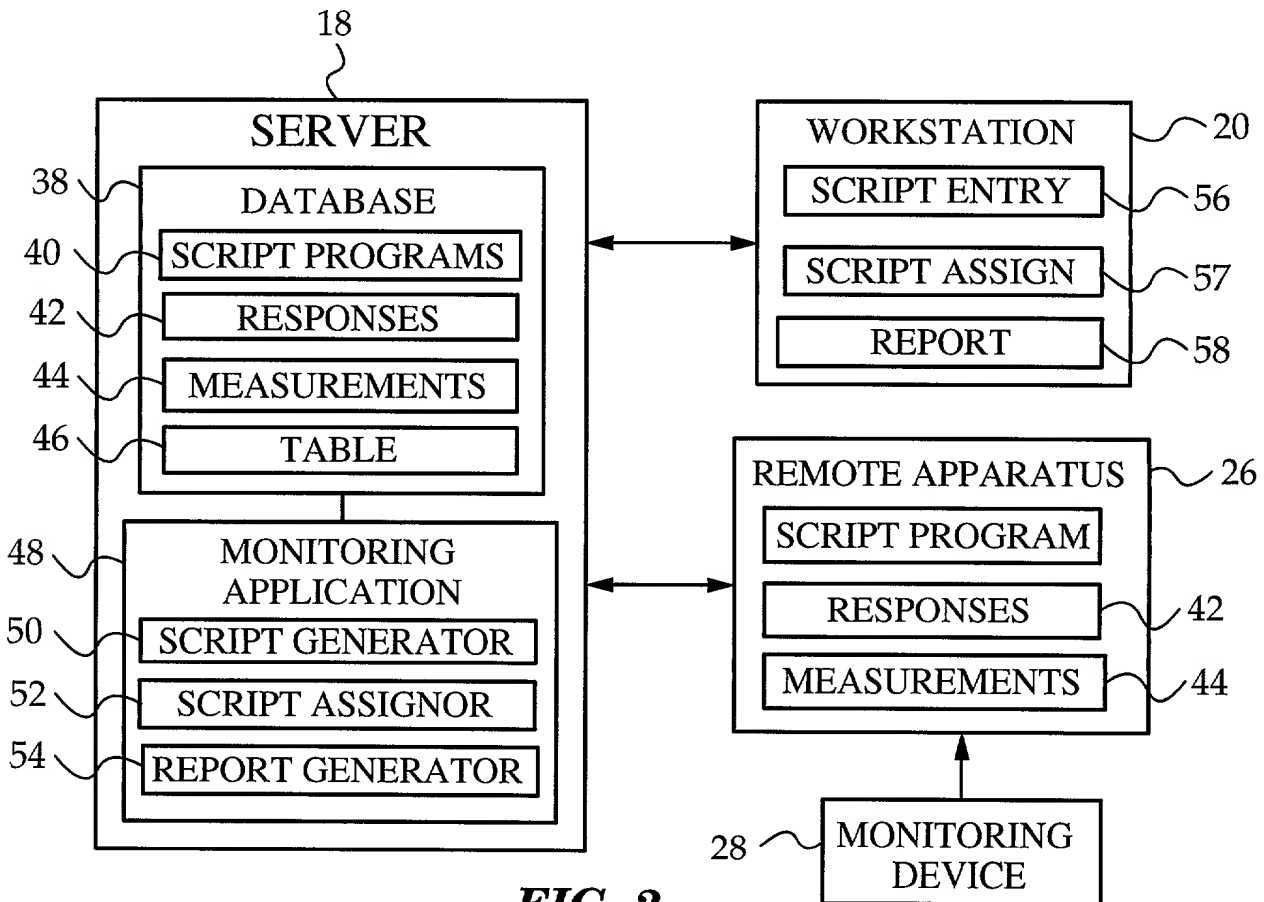 18
SERVER
38
DATABASE
40
SCRIPT PROGRAMS
42
RESPONSES
44
MEASUREMENTS
46
TABLE
48
MONITORING
APPLICATION
50
SCRIPT GENERATOR
52
SCRIPT ASSIGNOR
54
REPORT GENERATOR
WORKSTATION
20
SCRIPT ENTRY
56
SCRIPT ASSIGN
57
REPORT
58
REMOTE APPARATUS
26
SCRIPT PROGRAM
RESPONSES
42
MEASUREMENTS
44
28
MONITORING
DEVICE